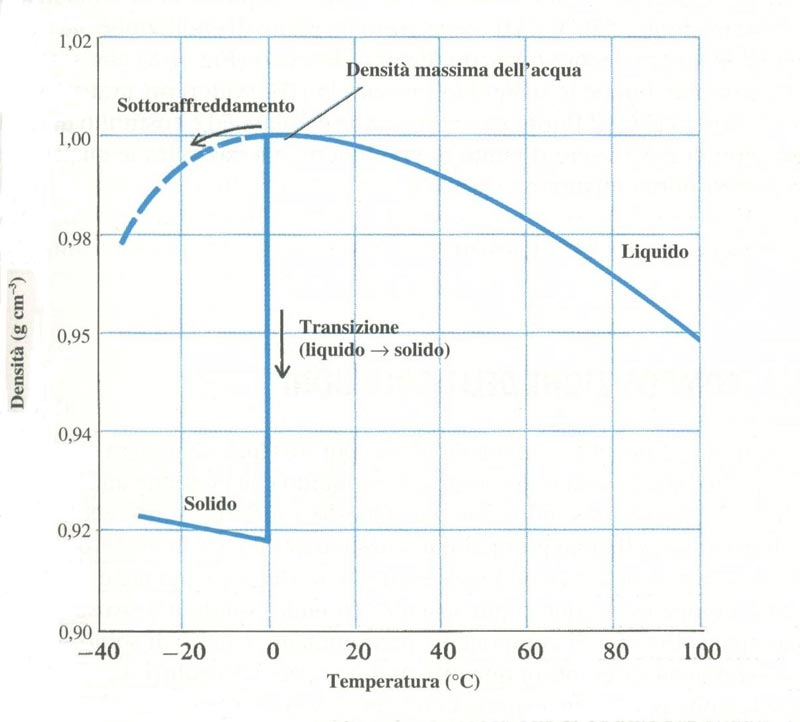 1,02
Densità massima dell'acqua
Sottoraffreddamento
1,00
0,98
Liquido
Densità (g cm⁻³)
0,95
Transizione
(liquido → solido)
0,94
Solido
0,92
0,90
−40 −20 0 20 40 60 80 100
Temperatura (°C)